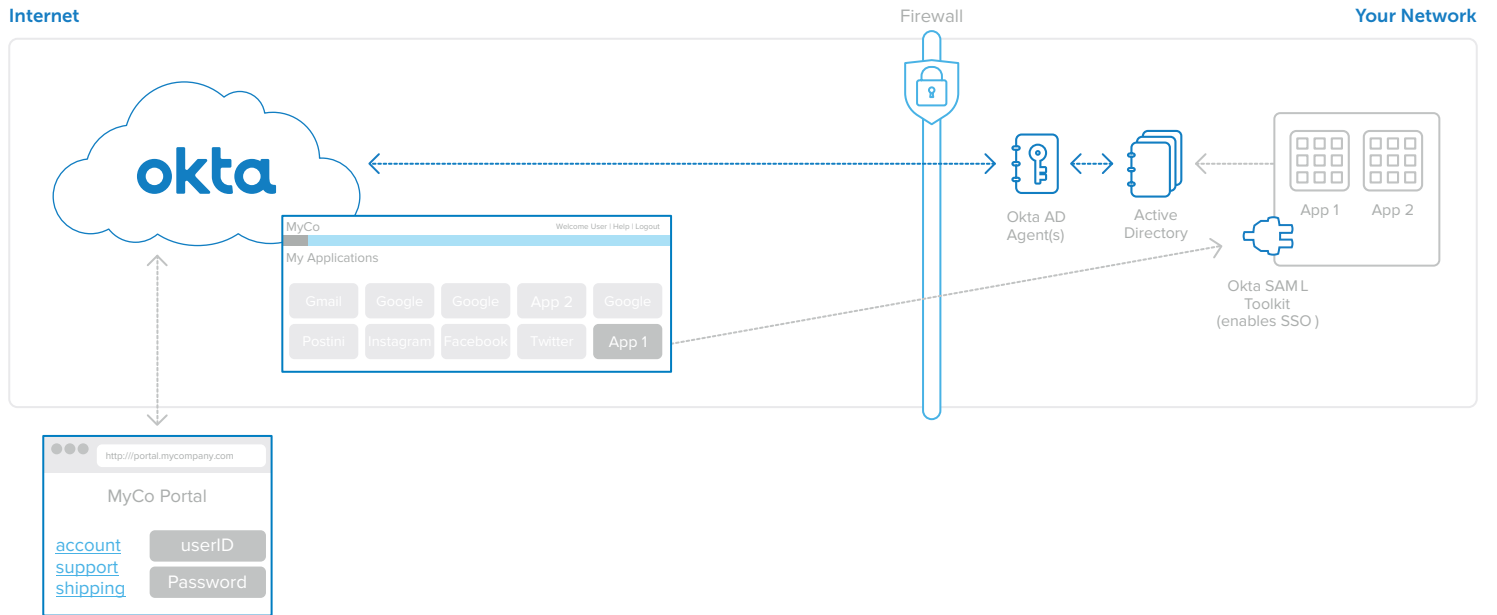 Internet
Firewall
Your Network
okta
MyCo
Welcome User | Help | Logout
My Applications
Gmail
Google
Google
App 2
Google
Postini
Instagram
Facebook
Twitter
App 1
Okta AD
Agent(s)
Active
Directory
App 1
App 2
Okta SAML
Toolkit
(enables SSO )
http:///portal.mycompany.com
MyCo Portal
account
support
shipping
userID
Password